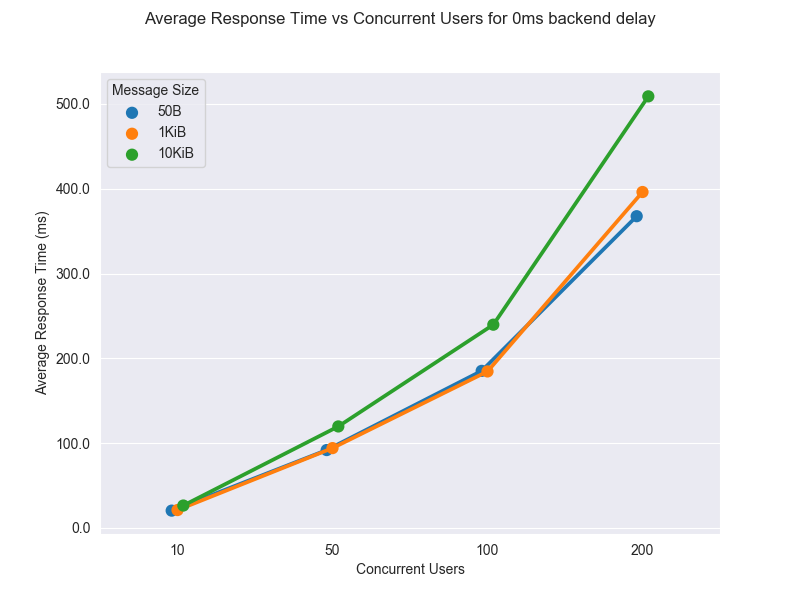 Average Response Time vs Concurrent Users for 0ms backend delay
Message Size
50B
1KiB
10KiB
500.0
400.0
300.0
200.0
100.0
0.0
Average Response Time (ms)
10 50 100 200
Concurrent Users